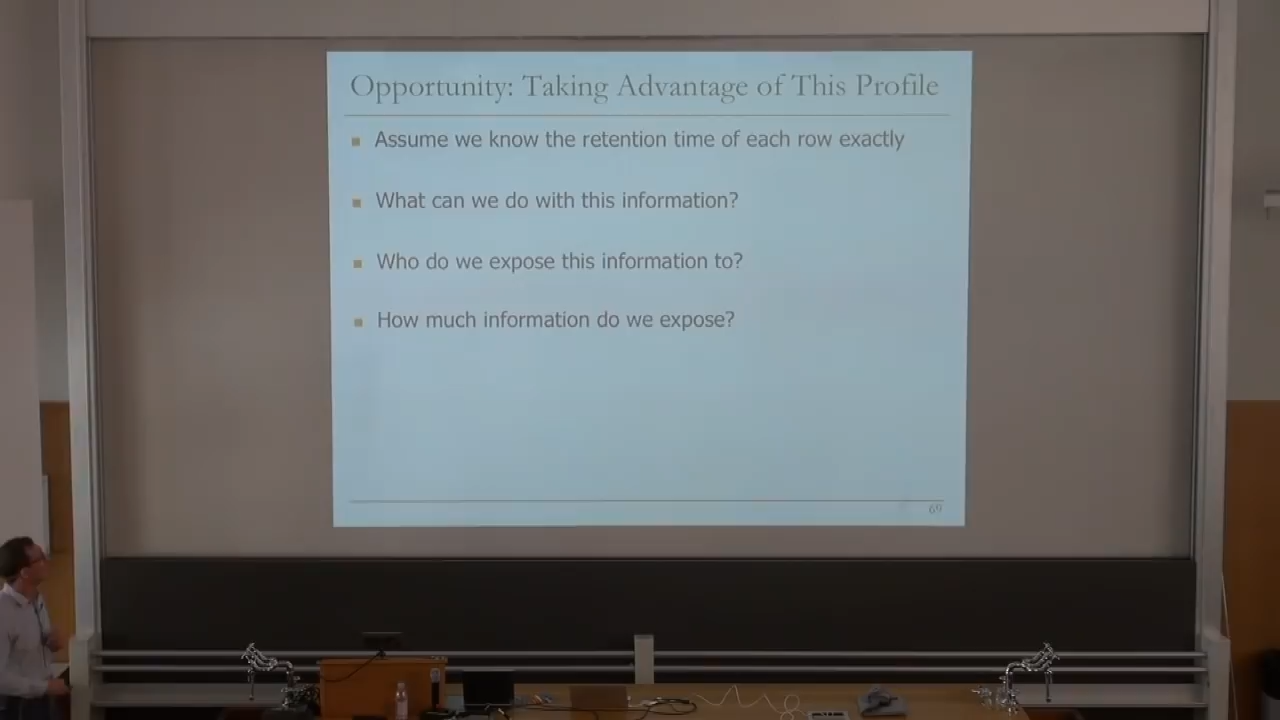 Opportunity: Taking Advantage of This Profile
Assume we know the retention time of each row exactly
What can we do with this information?
Who do we expose this information to?
How much information do we expose?
69